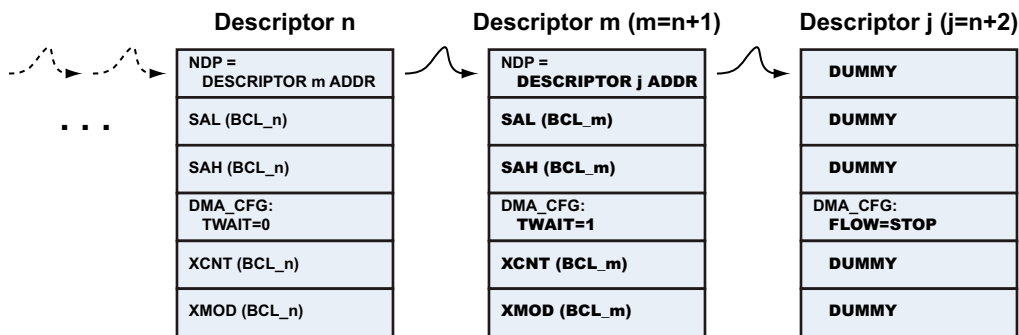 Descriptor n
Descriptor m (m=n+1)
Descriptor j (j=n+2)
NDP =
DESCRIPTOR m ADDR
SAL (BCL_n)
SAH (BCL_n)
DMA_CFG:
TWAIT=0
XCNT (BCL_n)
XMOD (BCL_n)
NDP =
DESCRIPTOR j ADDR
SAL (BCL_m)
SAH (BCL_m)
DMA_CFG:
TWAIT=1
XCNT (BCL_m)
XMOD (BCL_m)
DUMMY
DUMMY
DUMMY
DMA_CFG:
FLOW=STOP
DUMMY
DUMMY
. . .